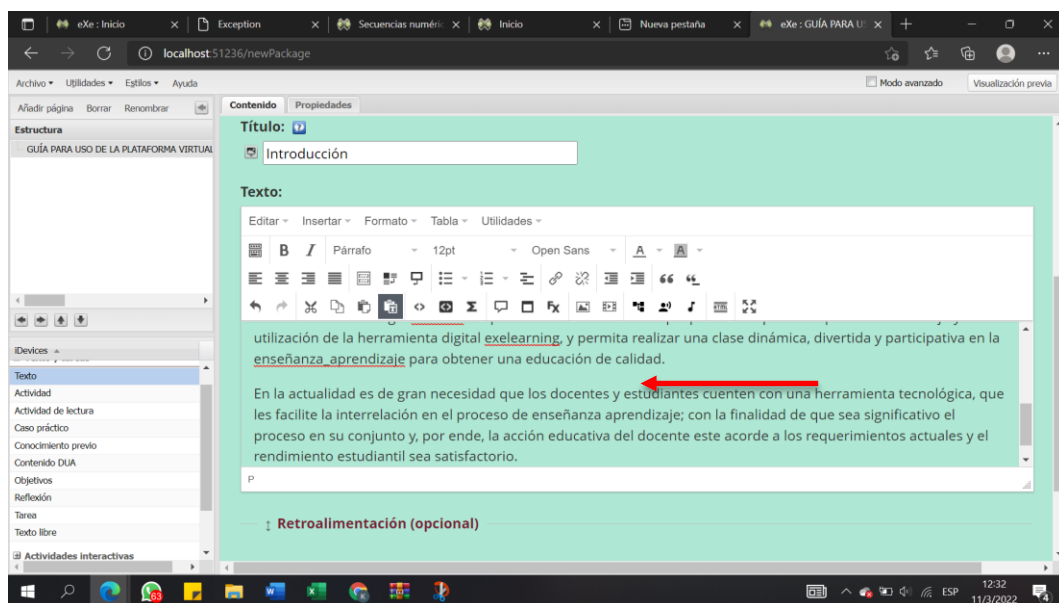 eXe : Inicio
Exception
Secuencias numéric
Inicio
Nueva pestaña
eXe : GUÍA PARA U
localhost:51236/newPackage
Archivo
Utilidades
Estilos
Ayuda
Modo avanzado
Visualización previa
Añadir página
Borrar
Renombrar
Estructura
GUÍA PARA USO DE LA PLATAFORMA VIRTUAL
iDevices
Texto
Actividad
Actividad de lectura
Caso práctico
Conocimiento previo
Contenido DUA
Objetivos
Reflexión
Tarea
Texto libre
Actividades interactivas
Contenido
Propiedades
Título:
Introducción
Texto:
Editar
Insertar
Formato
Tabla
Utilidades
B I Párrafo 12pt Open Sans A A
utilización de la herramienta digital exelearning, y permita realizar una clase dinámica, divertida y participativa en la
enseñanza_aprendizaje para obtener una educación de calidad.
En la actualidad es de gran necesidad que los docentes y estudiantes cuenten con una herramienta tecnológica, que
les facilite la interrelación en el proceso de enseñanza aprendizaje; con la finalidad de que sea significativo el
proceso en su conjunto y, por ende, la acción educativa del docente este acorde a los requerimientos actuales y el
rendimiento estudiantil sea satisfactorio.
P
Retroalimentación (opcional)
63
ESP
12:32
11/3/2022
4